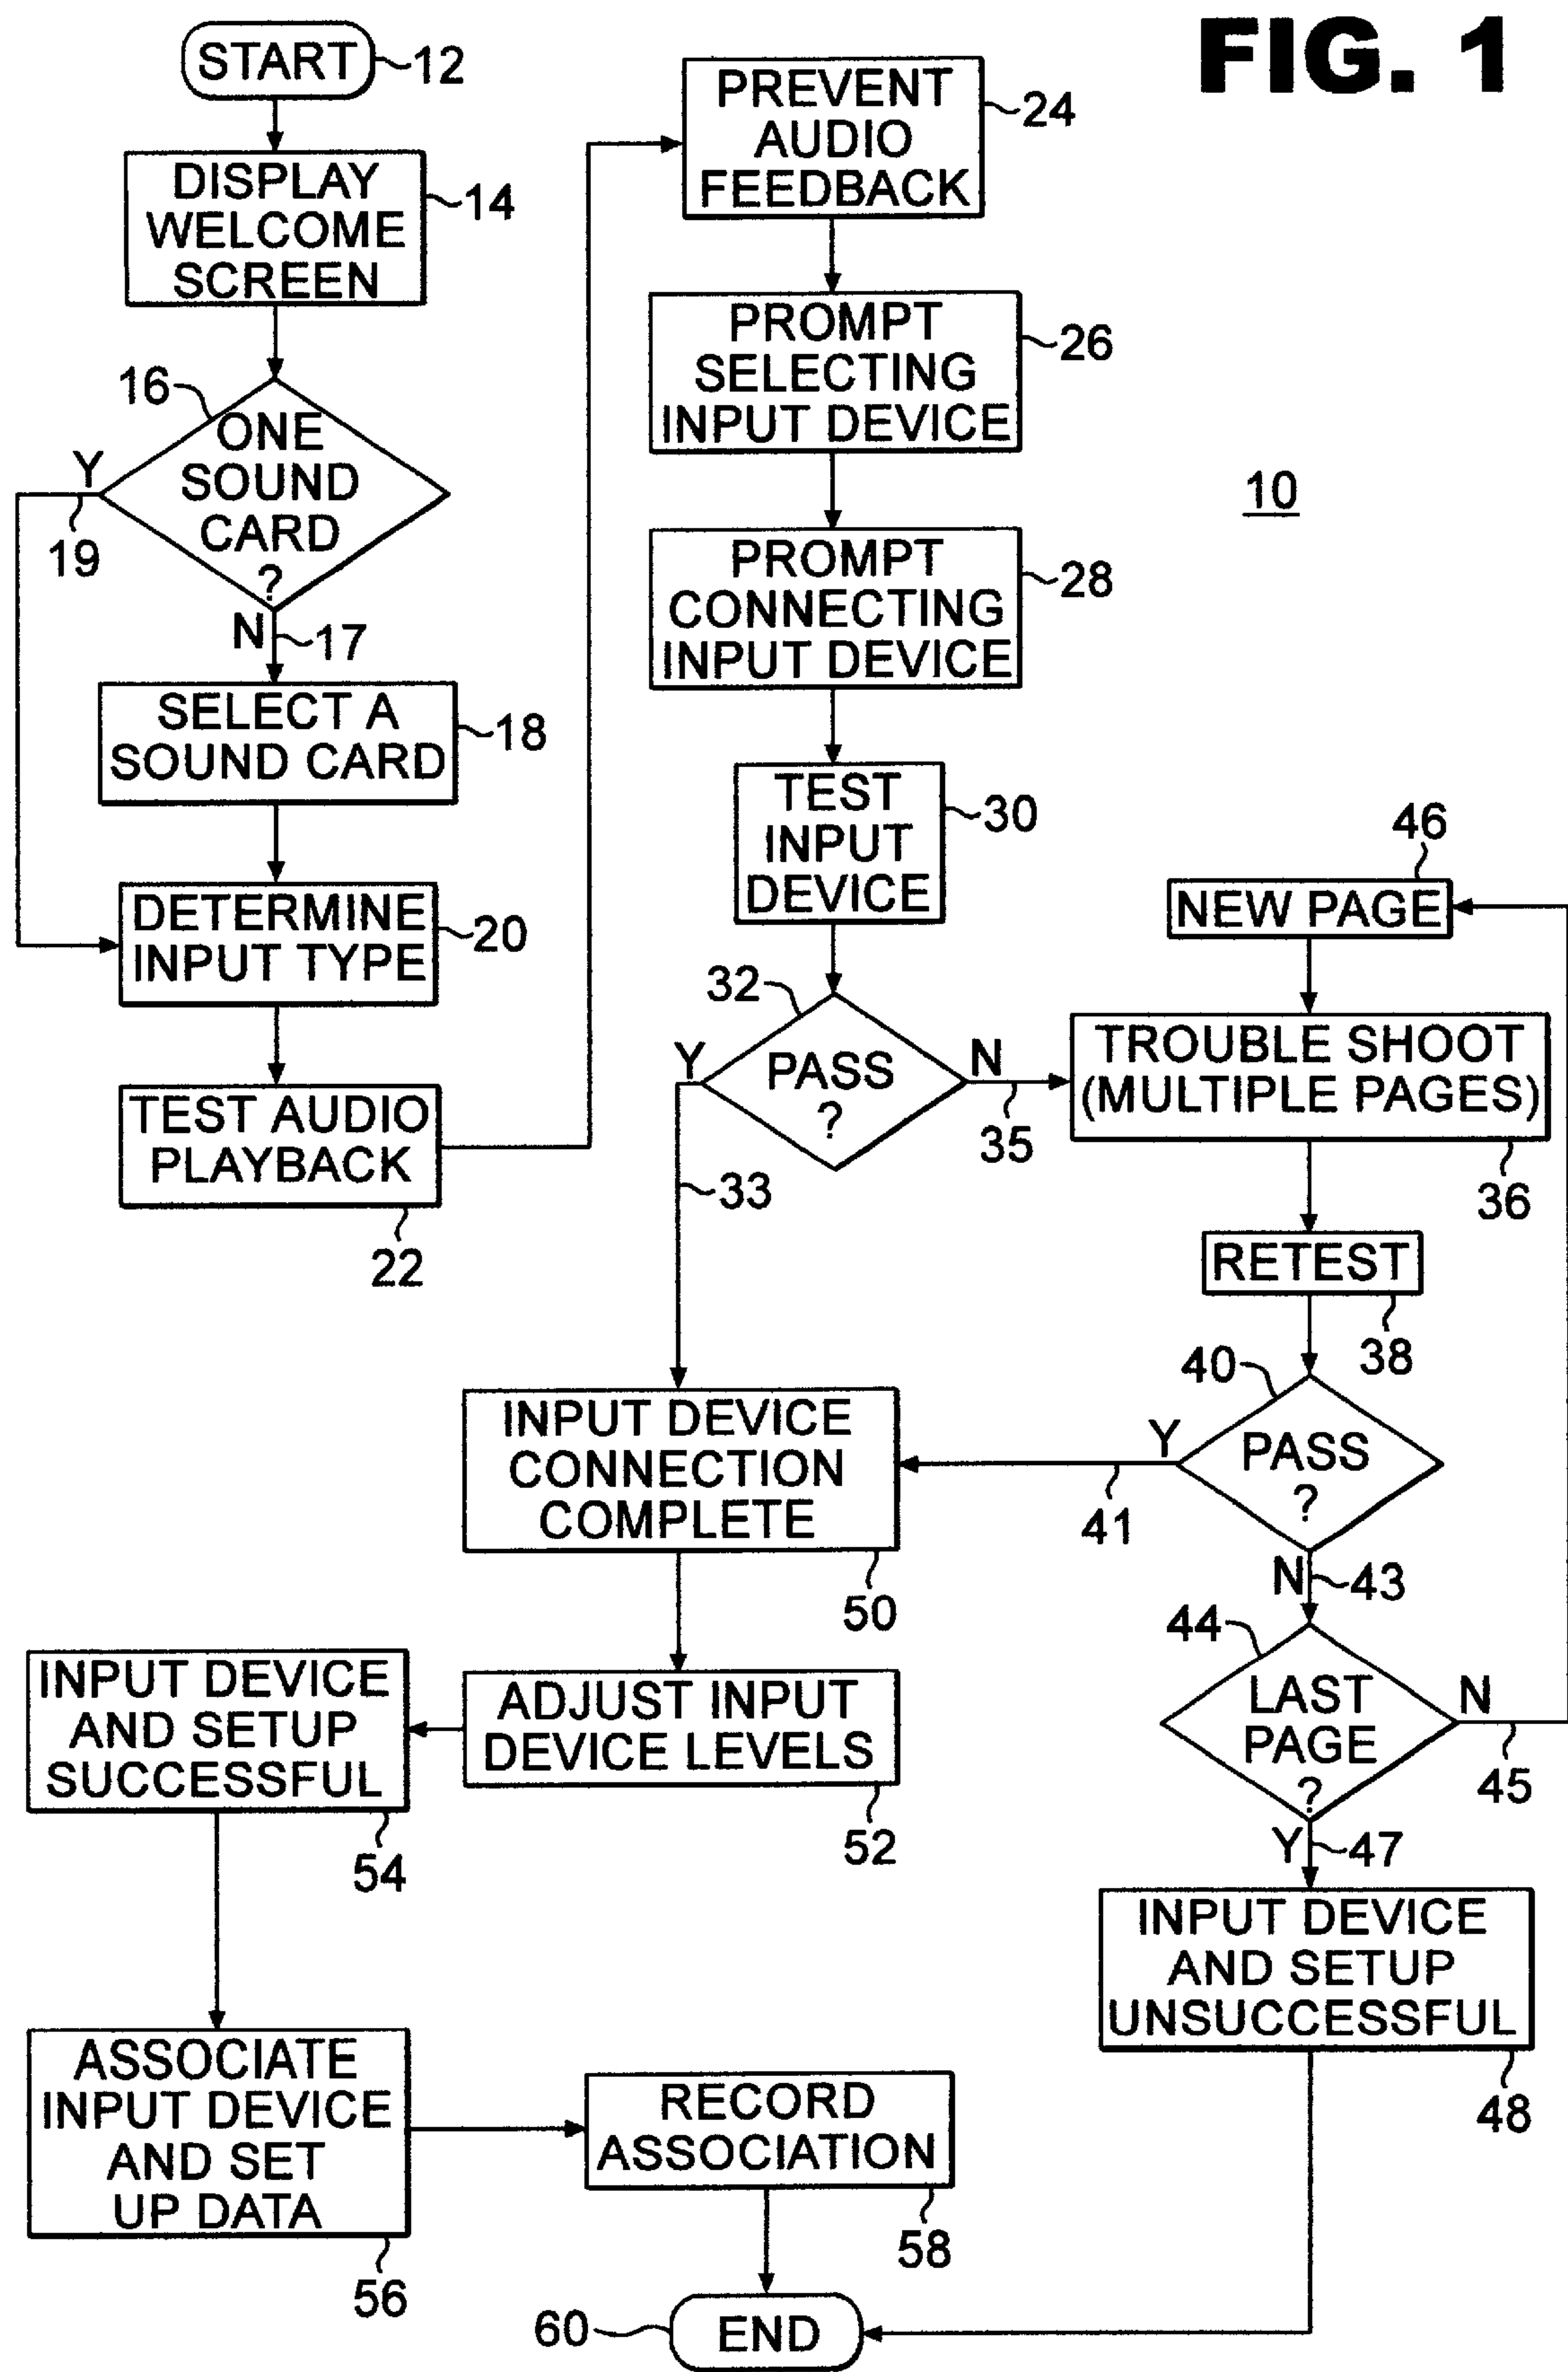 FIG. 1
START
12
DISPLAY
WELCOME
SCREEN
14
16
ONE
SOUND
CARD
?
Y
19
N
17
SELECT A
SOUND CARD
18
DETERMINE
INPUT TYPE
20
TEST AUDIO
PLAYBACK
22
PREVENT
AUDIO
FEEDBACK
24
PROMPT
SELECTING
INPUT DEVICE
26
10
PROMPT
CONNECTING
INPUT DEVICE
28
TEST
INPUT
DEVICE
30
32
PASS
?
Y
33
N
35
46
NEW PAGE
TROUBLE SHOOT
(MULTIPLE PAGES)
36
RETEST
38
40
PASS
?
Y
41
N
43
44
LAST
PAGE
?
N
45
Y
47
INPUT DEVICE
AND SETUP
UNSUCCESSFUL
48
INPUT DEVICE
CONNECTION
COMPLETE
50
ADJUST INPUT
DEVICE LEVELS
52
INPUT DEVICE
AND SETUP
SUCCESSFUL
54
ASSOCIATE
INPUT DEVICE
AND SET
UP DATA
56
RECORD
ASSOCIATION
58
60
END